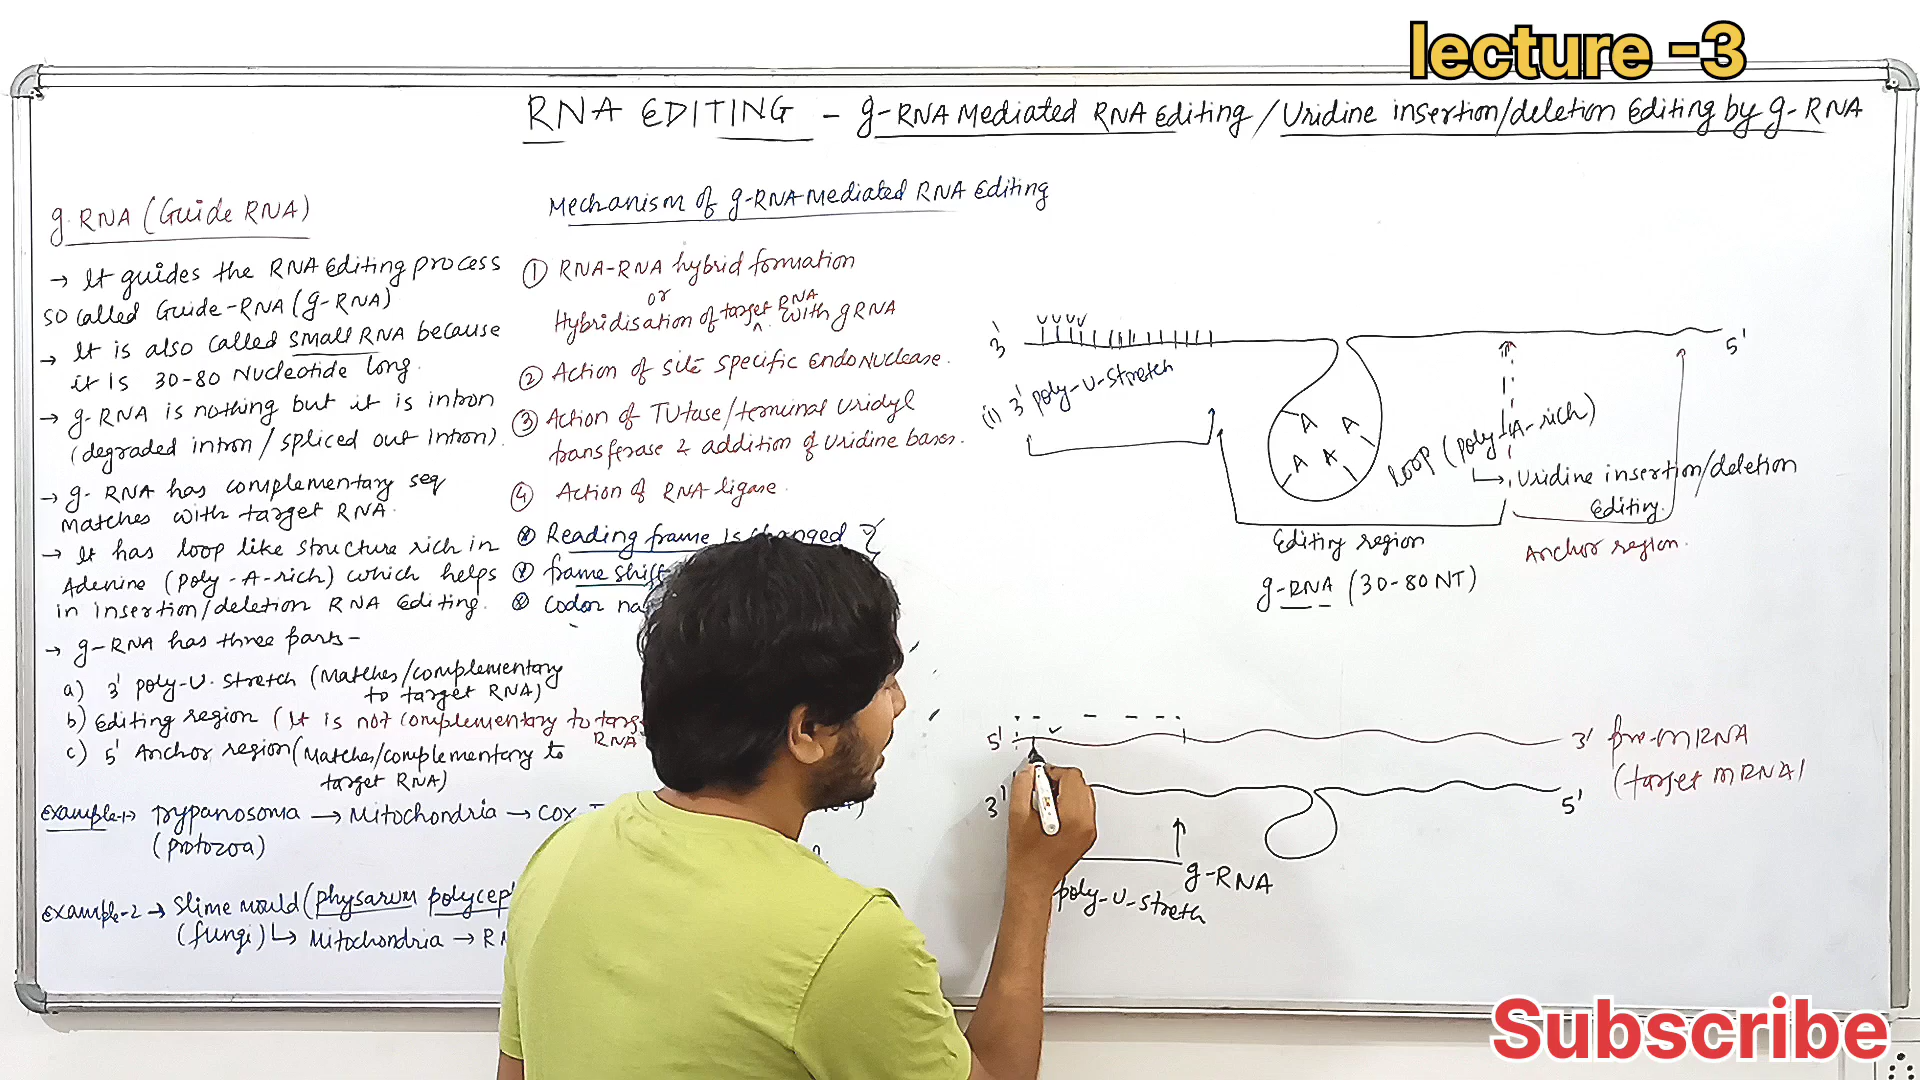 lecture -3
RNA EDITING - g-RNA Mediated RNA Editing / Uridine insertion/deletion Editing by g-RNA
g-RNA (Guide RNA)
→ It guides the RNA Editing process
so called Guide-RNA (g-RNA)
→ It is also called small RNA because
it is 30-80 Nucleotide long.
→ g-RNA is nothing but it is intron
(degraded intron / spliced out intron).
→ g-RNA has complementary seq
Matches with target RNA.
→ It has loop like structure rich in
Adenine (poly-A-rich) which helps
in insertion/deletion RNA Editing.
→ g-RNA has three parts-
a) 3' poly-U-stretch (Matches/complementary
to target RNA)
b) Editing region (It is not complementary to
RNA
c) 5' Anchor region (Matches/complementary to
target RNA)
Example-1→ Trypanosoma → Mitochondria → COX
(protozoa)
Example-2→ Slime mould (physarum
(fungi) ↳ Mitochondria →
Mechanism of g-RNA-Mediated RNA Editing
① RNA-RNA hybrid formation
or
Hybridisation of target RNA with gRNA
② Action of site specific EndoNuclease.
③ Action of TUtase/terminal Uridyl
transferase & addition of Uridine bases.
④ Action of RNA ligase.
Reading frame is changed
frame shift
Codon
3' 5'
(i) 3' poly-U-stretch
A A
A A
loop (poly-A-rich)
↳ Uridine insertion/deletion
Editing.
Editing region
Anchor region.
g-RNA (30-80 NT)
5' 3' pre-mRNA
(target mRNA)
3' 5'
g-RNA
poly-U-streth
Subscribe